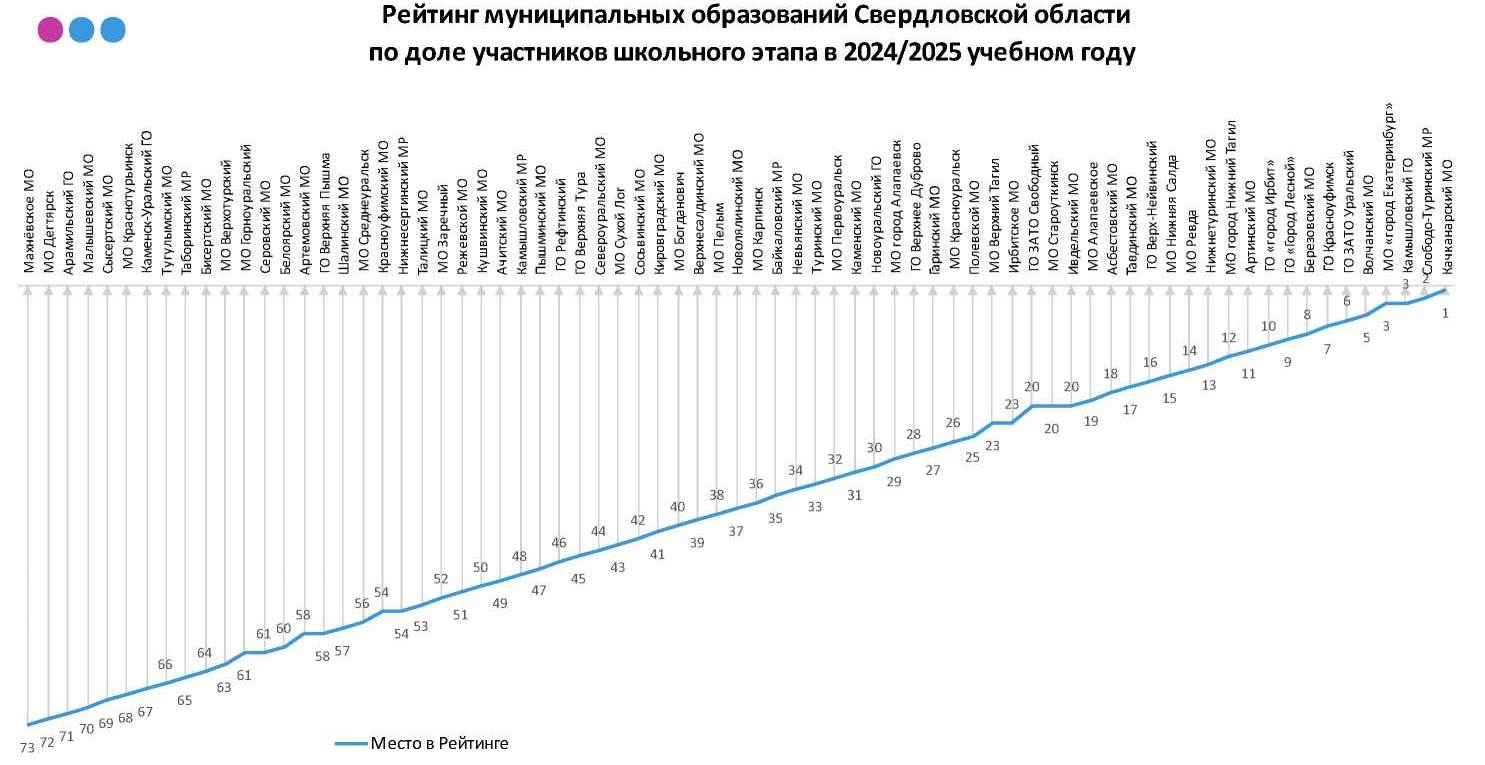 Рейтинг муниципальных образований Свердловской области
по доле участников школьного этапа в 2024/2025 учебном году
Махнёвское МО
МО Дегтярск
Арамильский ГО
Малышевский МО
Сысертский МО
МО Краснотурьинск
Каменск-Уральский ГО
Тугулымский МО
Таборинский МР
Бисертский МО
МО Верхотурский
МО Горноуральский
Серовский МО
Белоярский МО
Артемовский МО
ГО Верхняя Пышма
Шалинский МО
МО Среднеуральск
Красноуфимский МО
Нижнесергинский МР
Талицкий МО
МО Заречный
Режевской МО
Кушвинский МО
Ачитский МО
Камышловский МР
Пышминский МО
ГО Рефтинский
ГО Верхняя Тура
Североуральский МО
МО Сухой Лог
Сосьвинский МО
Кировградский МО
МО Богданович
Верхнесалдинский МО
МО Пелым
Новолялинский МО
МО Карпинск
Байкаловский МР
Невьянский МО
Туринский МО
МО Первоуральск
Каменский МО
Новоуральский ГО
МО город Алапаевск
ГО Верхнее Дуброво
Гаринский МО
МО Красноуральск
Полевской МО
МО Верхний Тагил
Ирбитское МО
ГО ЗАТО Свободный
МО Староуткинск
Ивдельский МО
МО Алапаевское
Асбестовский МО
Тавдинский МО
ГО Верх-Нейвинский
МО Нижняя Салда
МО Ревда
Нижнетуринский МО
МО город Нижний Тагил
Артинский МО
ГО «город Ирбит»
ГО «Город Лесной»
Березовский МО
ГО Красноуфимск
ГО ЗАТО Уральский
Волчанский МО
МО «город Екатеринбург»
Камышловский ГО
Слободо-Туринский МР
Качканарский МО
73
72
71
70
69
68
67
66
65
64
63
61
61
60
58
58
57
56
54
54
53
52
51
50
49
48
47
46
45
44
43
42
41
40
39
38
37
36
35
34
33
32
31
30
29
28
27
26
25
23
23
20
20
20
19
18
17
16
15
14
13
12
11
10
9
8
7
6
5
3
3
2
1
Место в Рейтинге